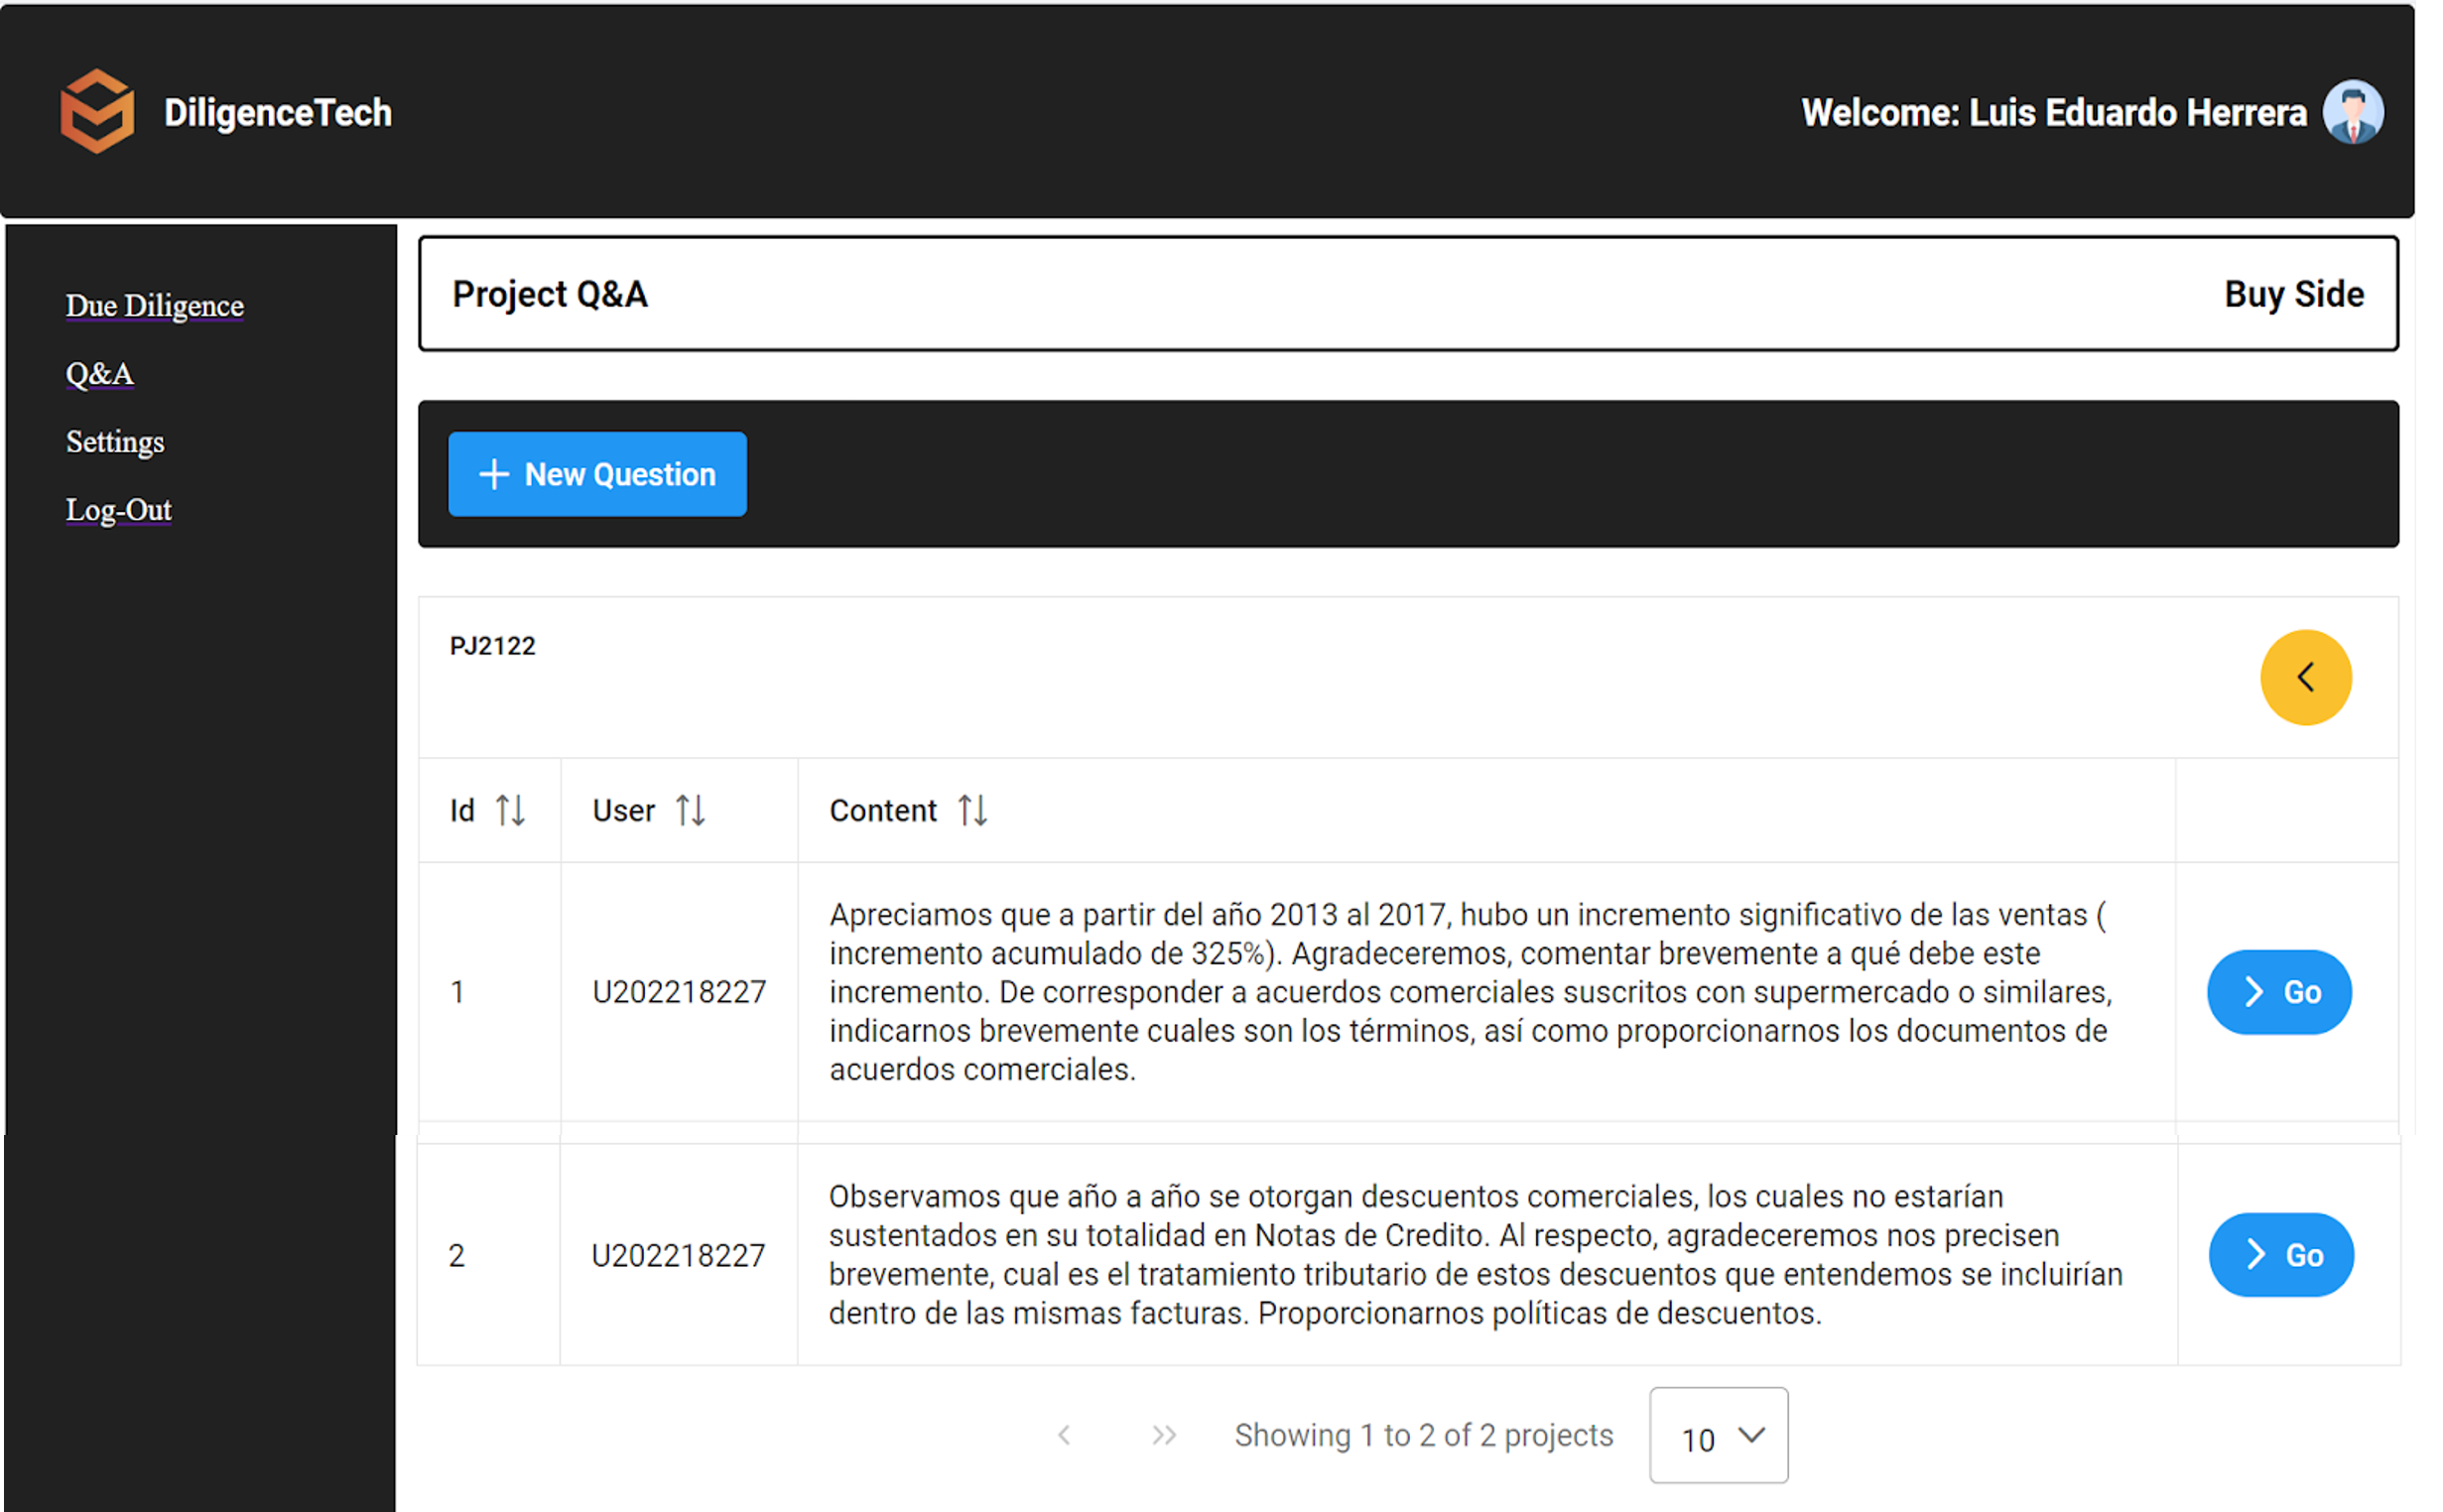 DiligenceTech
Welcome: Luis Eduardo Herrera
Due Diligence
Q&A
Settings
Log-Out
Project Q&A
Buy Side
New Question
PJ2122
Id
User
Content
1
U202218227
Apreciamos que a partir del año 2013 al 2017, hubo un incremento significativo de las ventas (
incremento acumulado de 325%). Agradeceremos, comentar brevemente a qué debe este
incremento. De corresponder a acuerdos comerciales suscritos con supermercado o similares,
indicarnos brevemente cuales son los términos, así como proporcionarnos los documentos de
acuerdos comerciales.
Go
2
U202218227
Observamos que año a año se otorgan descuentos comerciales, los cuales no estarían
sustentados en su totalidad en Notas de Credito. Al respecto, agradeceremos nos precisen
brevemente, cual es el tratamiento tributario de estos descuentos que entendemos se incluirían
dentro de las mismas facturas. Proporcionarnos políticas de descuentos.
Go
Showing 1 to 2 of 2 projects
10